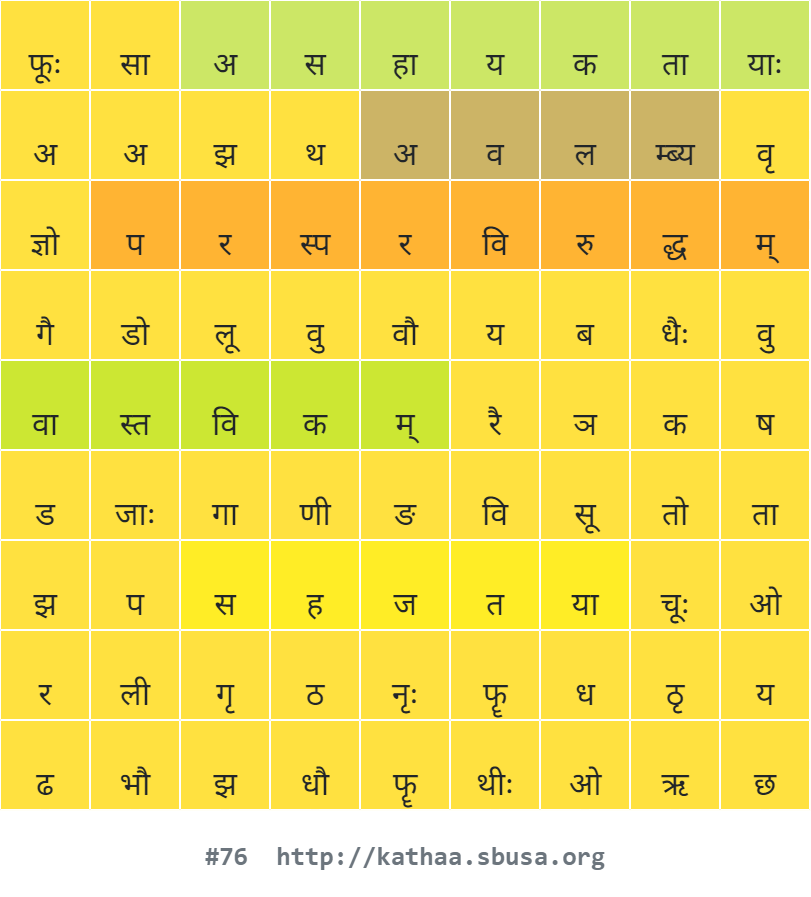 फूः सा अ स हा य क ता याः
अ अ झ थ अ व ल म्ब्य वृ
ज्ञो प र स्प र वि रु द्ध म्
गै डो लू वु वौ य ब धैः वु
वा स्त वि क म् रै ञ क ष
ड जाः गा णी ङ वि सू तो ता
झ प स ह ज त या चूः ओ
र ली गृ ठ नृः फॄ ध ठृ य
ढ भौ झ धौ फॄ थीः ओ ऋ छ
#76 http://kathaa.sbusa.org